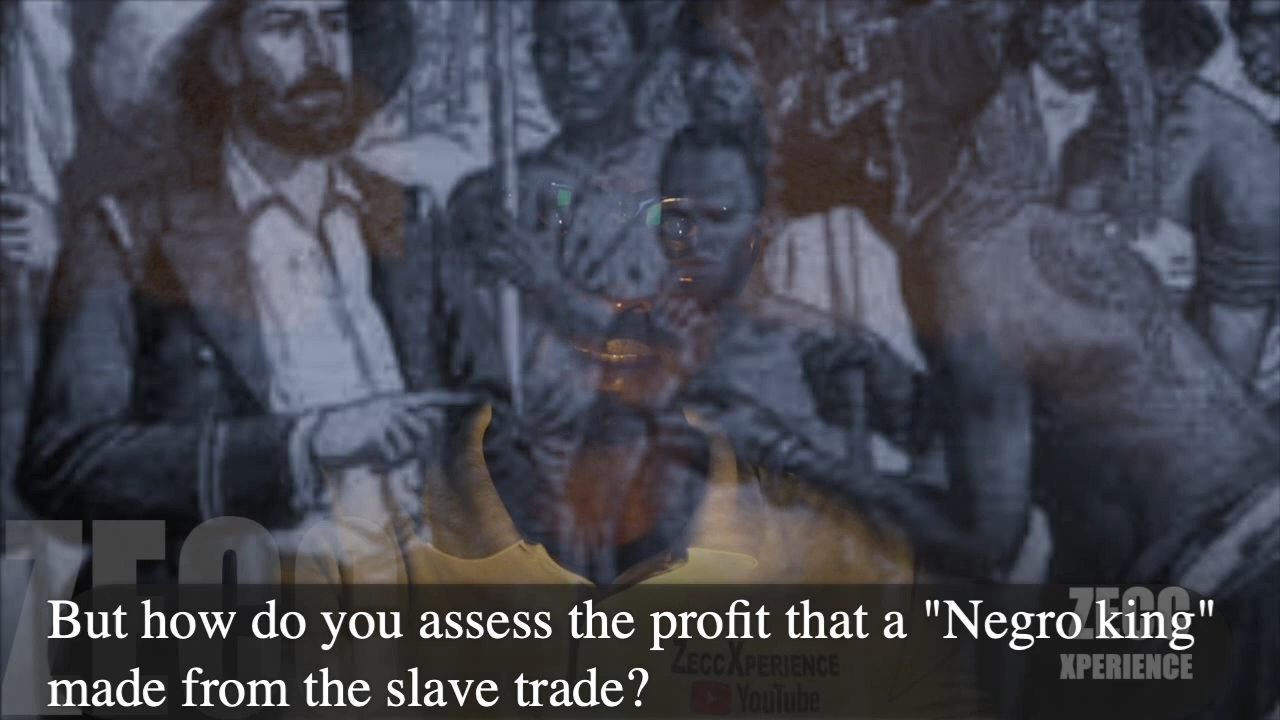 ZECC
But how do you assess the profit that a "Negro king"
made from the slave trade?
ZECC
XPERIENCE
ZECCXPERIENCE
YouTube